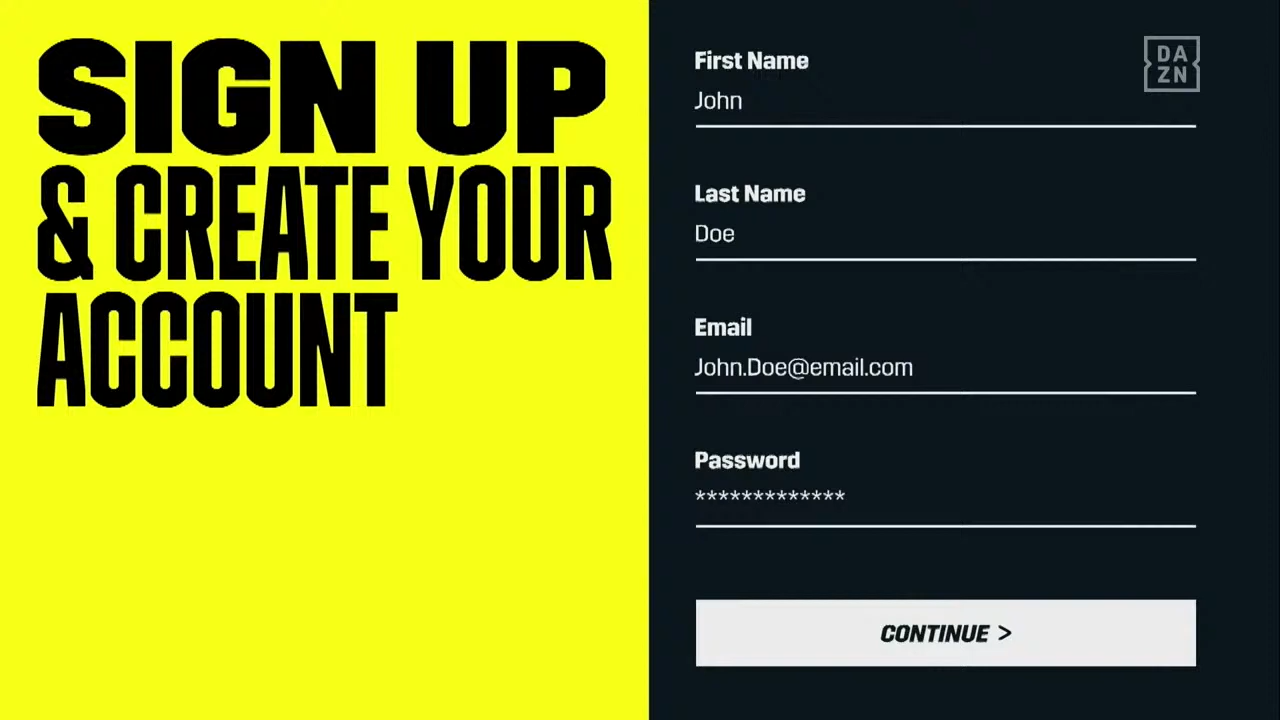 SIGN UP
& CREATE YOUR
ACCOUNT
First Name
John
Last Name
Doe
Email
John.Doe@email.com
Password
*************
CONTINUE >
DA
ZN